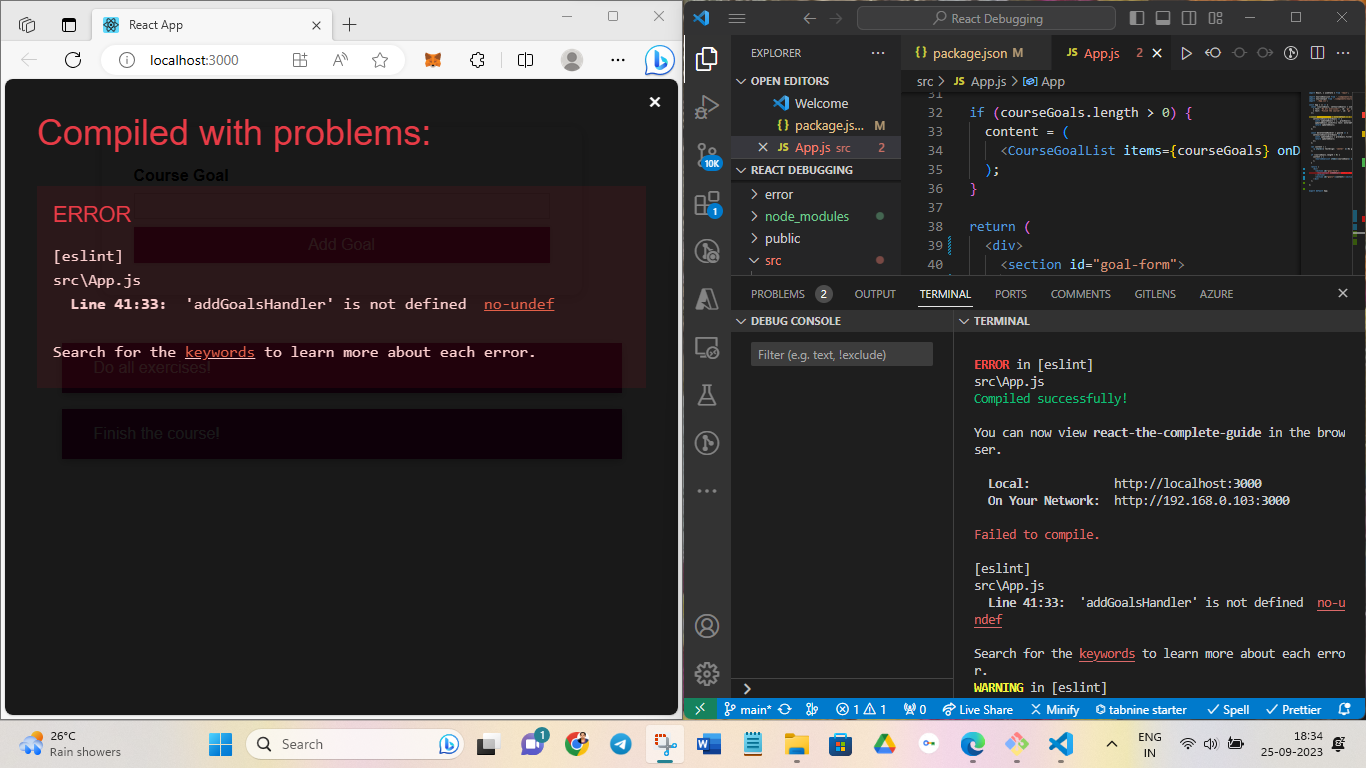 React App
localhost:3000
Compiled with problems:
Course Goal
ERROR
Add Goal
[eslint]
src\App.js
Line 41:33:  'addGoalsHandler' is not defined  no-undef
Search for the keywords to learn more about each error.
Do all exercises!
Finish the course!
React Debugging
EXPLORER
OPEN EDITORS
Welcome
package.js... M
App.js src 2
REACT DEBUGGING
error
node_modules
public
src
10K
1
package.json M
App.js 2
src > App.js > App
31
32 if (courseGoals.length > 0) {
33 content = (
34 <CourseGoalList items={courseGoals} onD
35 );
36 }
37
38 return (
39 <div>
40 <section id="goal-form">
PROBLEMS 2 OUTPUT TERMINAL PORTS COMMENTS GITLENS AZURE
DEBUG CONSOLE
Filter (e.g. text, !exclude)
TERMINAL
ERROR in [eslint]
src\App.js
Compiled successfully!
You can now view react-the-complete-guide in the brow
ser.
Local: http://localhost:3000
On Your Network: http://192.168.0.103:3000
Failed to compile.
[eslint]
src\App.js
Line 41:33:  'addGoalsHandler' is not defined  no-u
ndef
Search for the keywords to learn more about each erro
r.
WARNING in [eslint]
main* 1 1 0 Live Share Minify tabnine starter Spell Prettier
26°C
Rain showers
Search
1
ENG
IN
18:34
25-09-2023